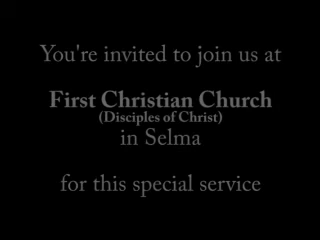 You're invited to join us at
First Christian Church
(Disciples of Christ)
in Selma
for this special service